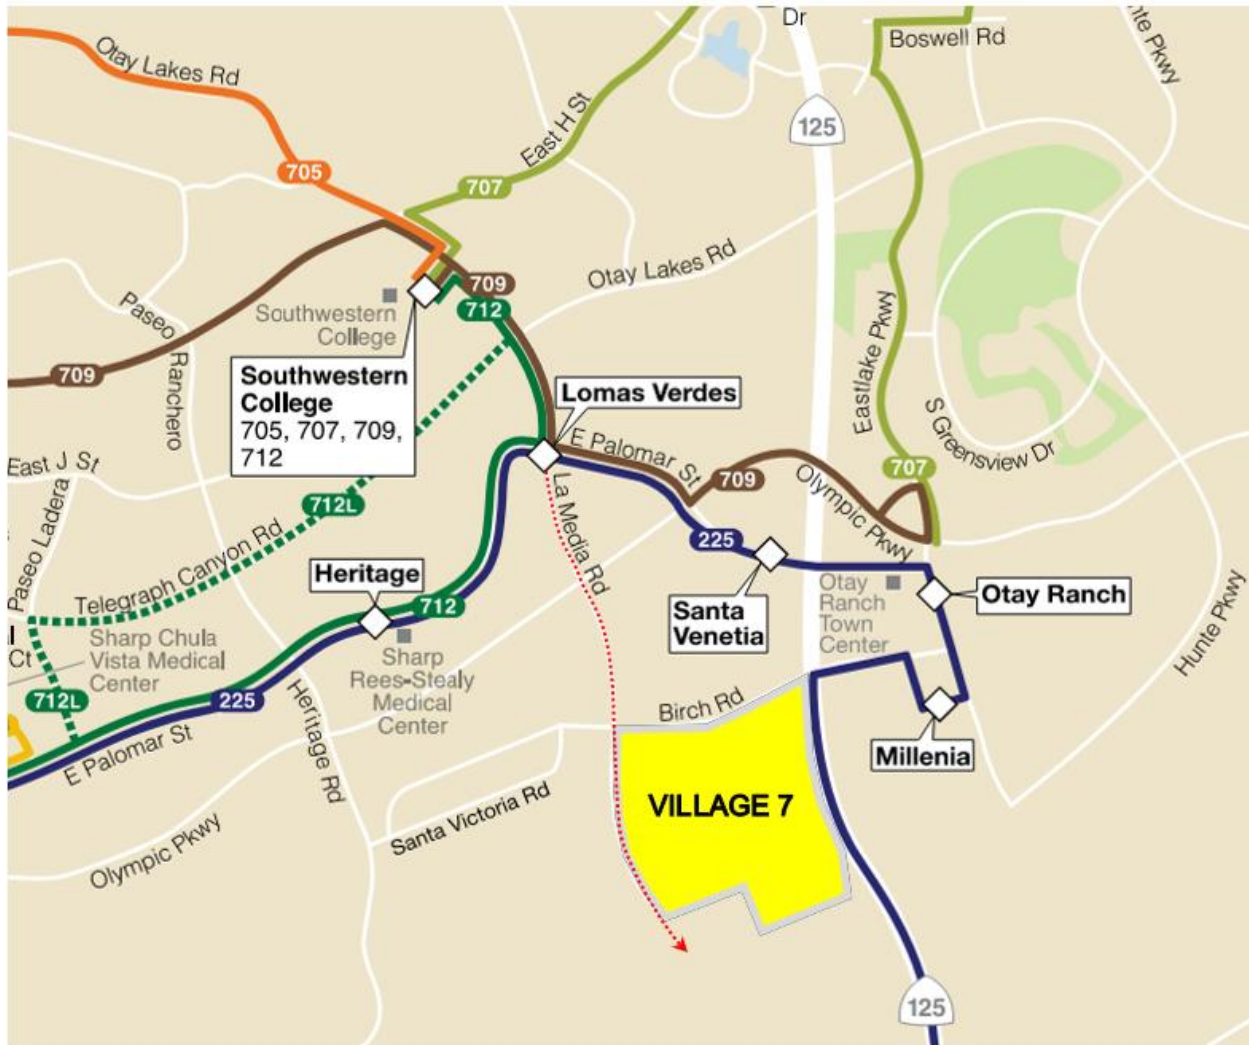 Dr
Boswell Rd
nte Pkwy
Otay Lakes Rd
125
East H St
705
707
Otay Lakes Rd
709
712
Southwestern
College
Paseo Ranchero
709
Southwestern
College
705, 707, 709,
712
Lomas Verdes
Eastlake Pkwy
S Greensview Dr
E Palomar St
709
707
Olympic Pkwy
East J St
Paseo Ladera
712L
La Media Rd
225
Telegraph Canyon Rd
Heritage
712
Santa
Venetia
Otay
Ranch
Town
Center
Otay Ranch
Hunte Pkwy
l
Ct
Sharp Chula
Vista Medical
Center
712L
Sharp
Rees-Stealy
Medical
Center
225
Heritage Rd
E Palomar St
Birch Rd
Millenia
VILLAGE 7
Santa Victoria Rd
Olympic Pkwy
125